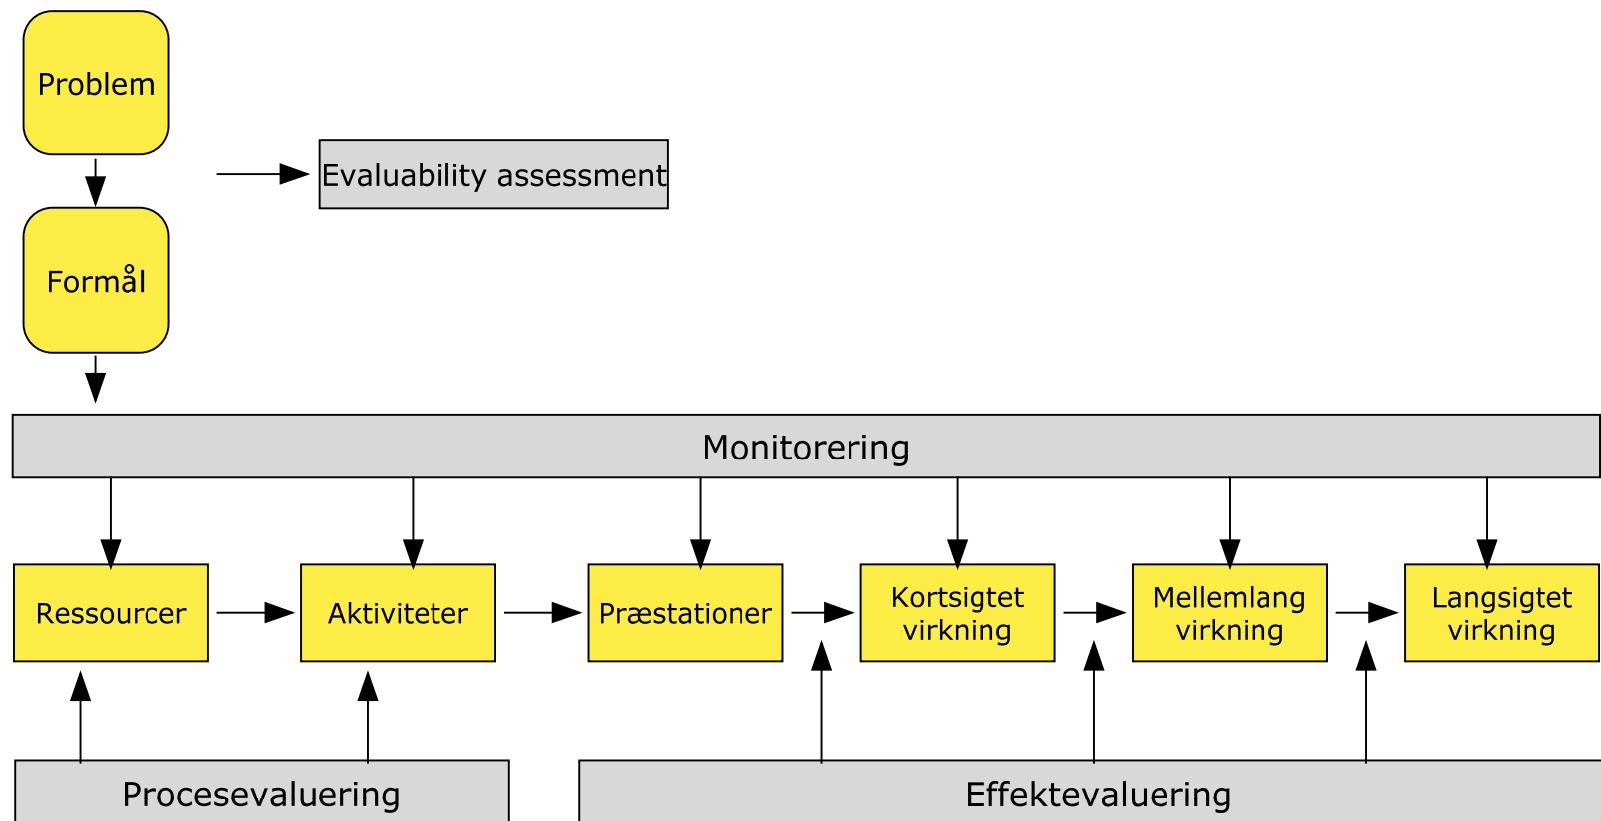 Problem
Evaluability assessment
Formål
Monitorering
Ressourcer
Aktiviteter
Præstationer
Kortsigtet
virkning
Mellemlang
virkning
Langsigtet
virkning
Procesevaluering
Effektevaluering